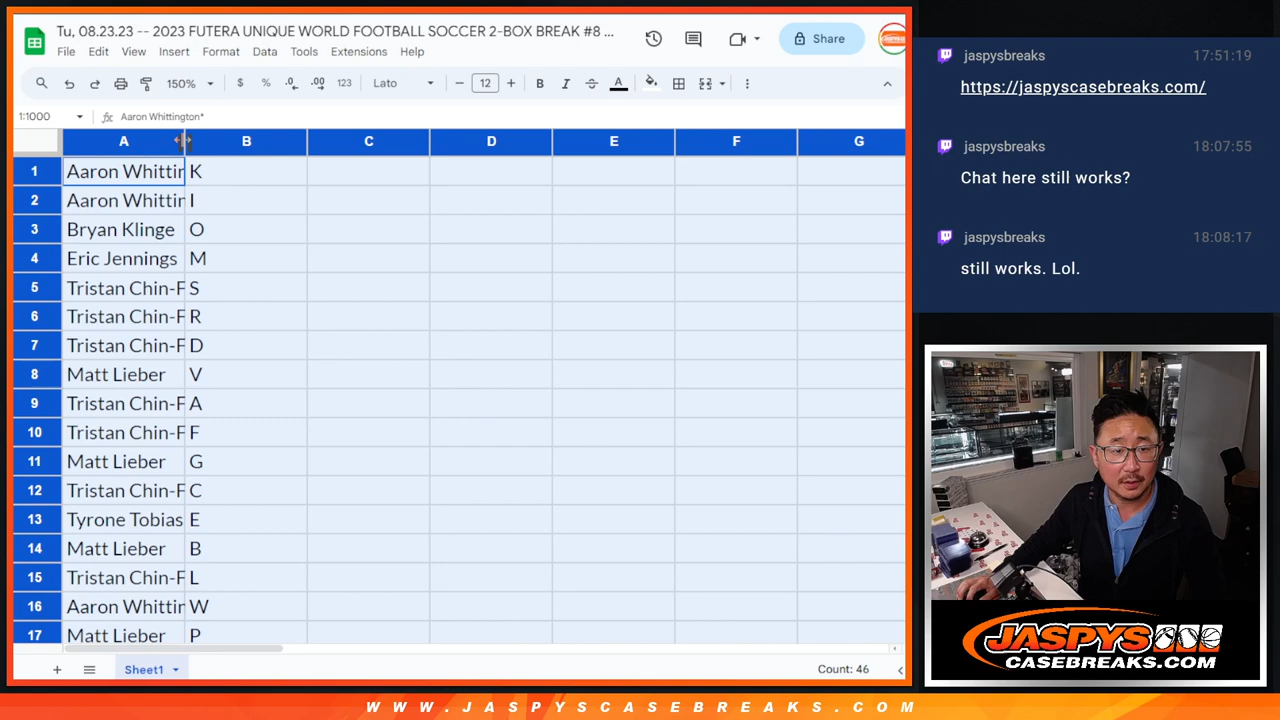 Tu, 08.23.23 -- 2023 FUTERA UNIQUE WORLD FOOTBALL SOCCER 2-BOX BREAK #8 ...
File Edit View Insert Format Data Tools Extensions Help
Share
150% $ % .0 .00 123 Lato 12 B I S A
1:1000 fx Aaron Whittington*
A B C D E F G
1 Aaron Whittin K
2 Aaron Whittin I
3 Bryan Klinge O
4 Eric Jennings M
5 Tristan Chin-F S
6 Tristan Chin-F R
7 Tristan Chin-F D
8 Matt Lieber V
9 Tristan Chin-F A
10 Tristan Chin-F F
11 Matt Lieber G
12 Tristan Chin-F C
13 Tyrone Tobias E
14 Matt Lieber B
15 Tristan Chin-F L
16 Aaron Whittin W
17 Matt Lieber P
Sheet1
Count: 46
jaspysbreaks 17:51:19
https://jaspyscasebreaks.com/
jaspysbreaks 18:07:55
Chat here still works?
jaspysbreaks 18:08:17
still works. Lol.
JASPYS
CASEBREAKS.COM
WWW.JASPYSCASEBREAKS.COM